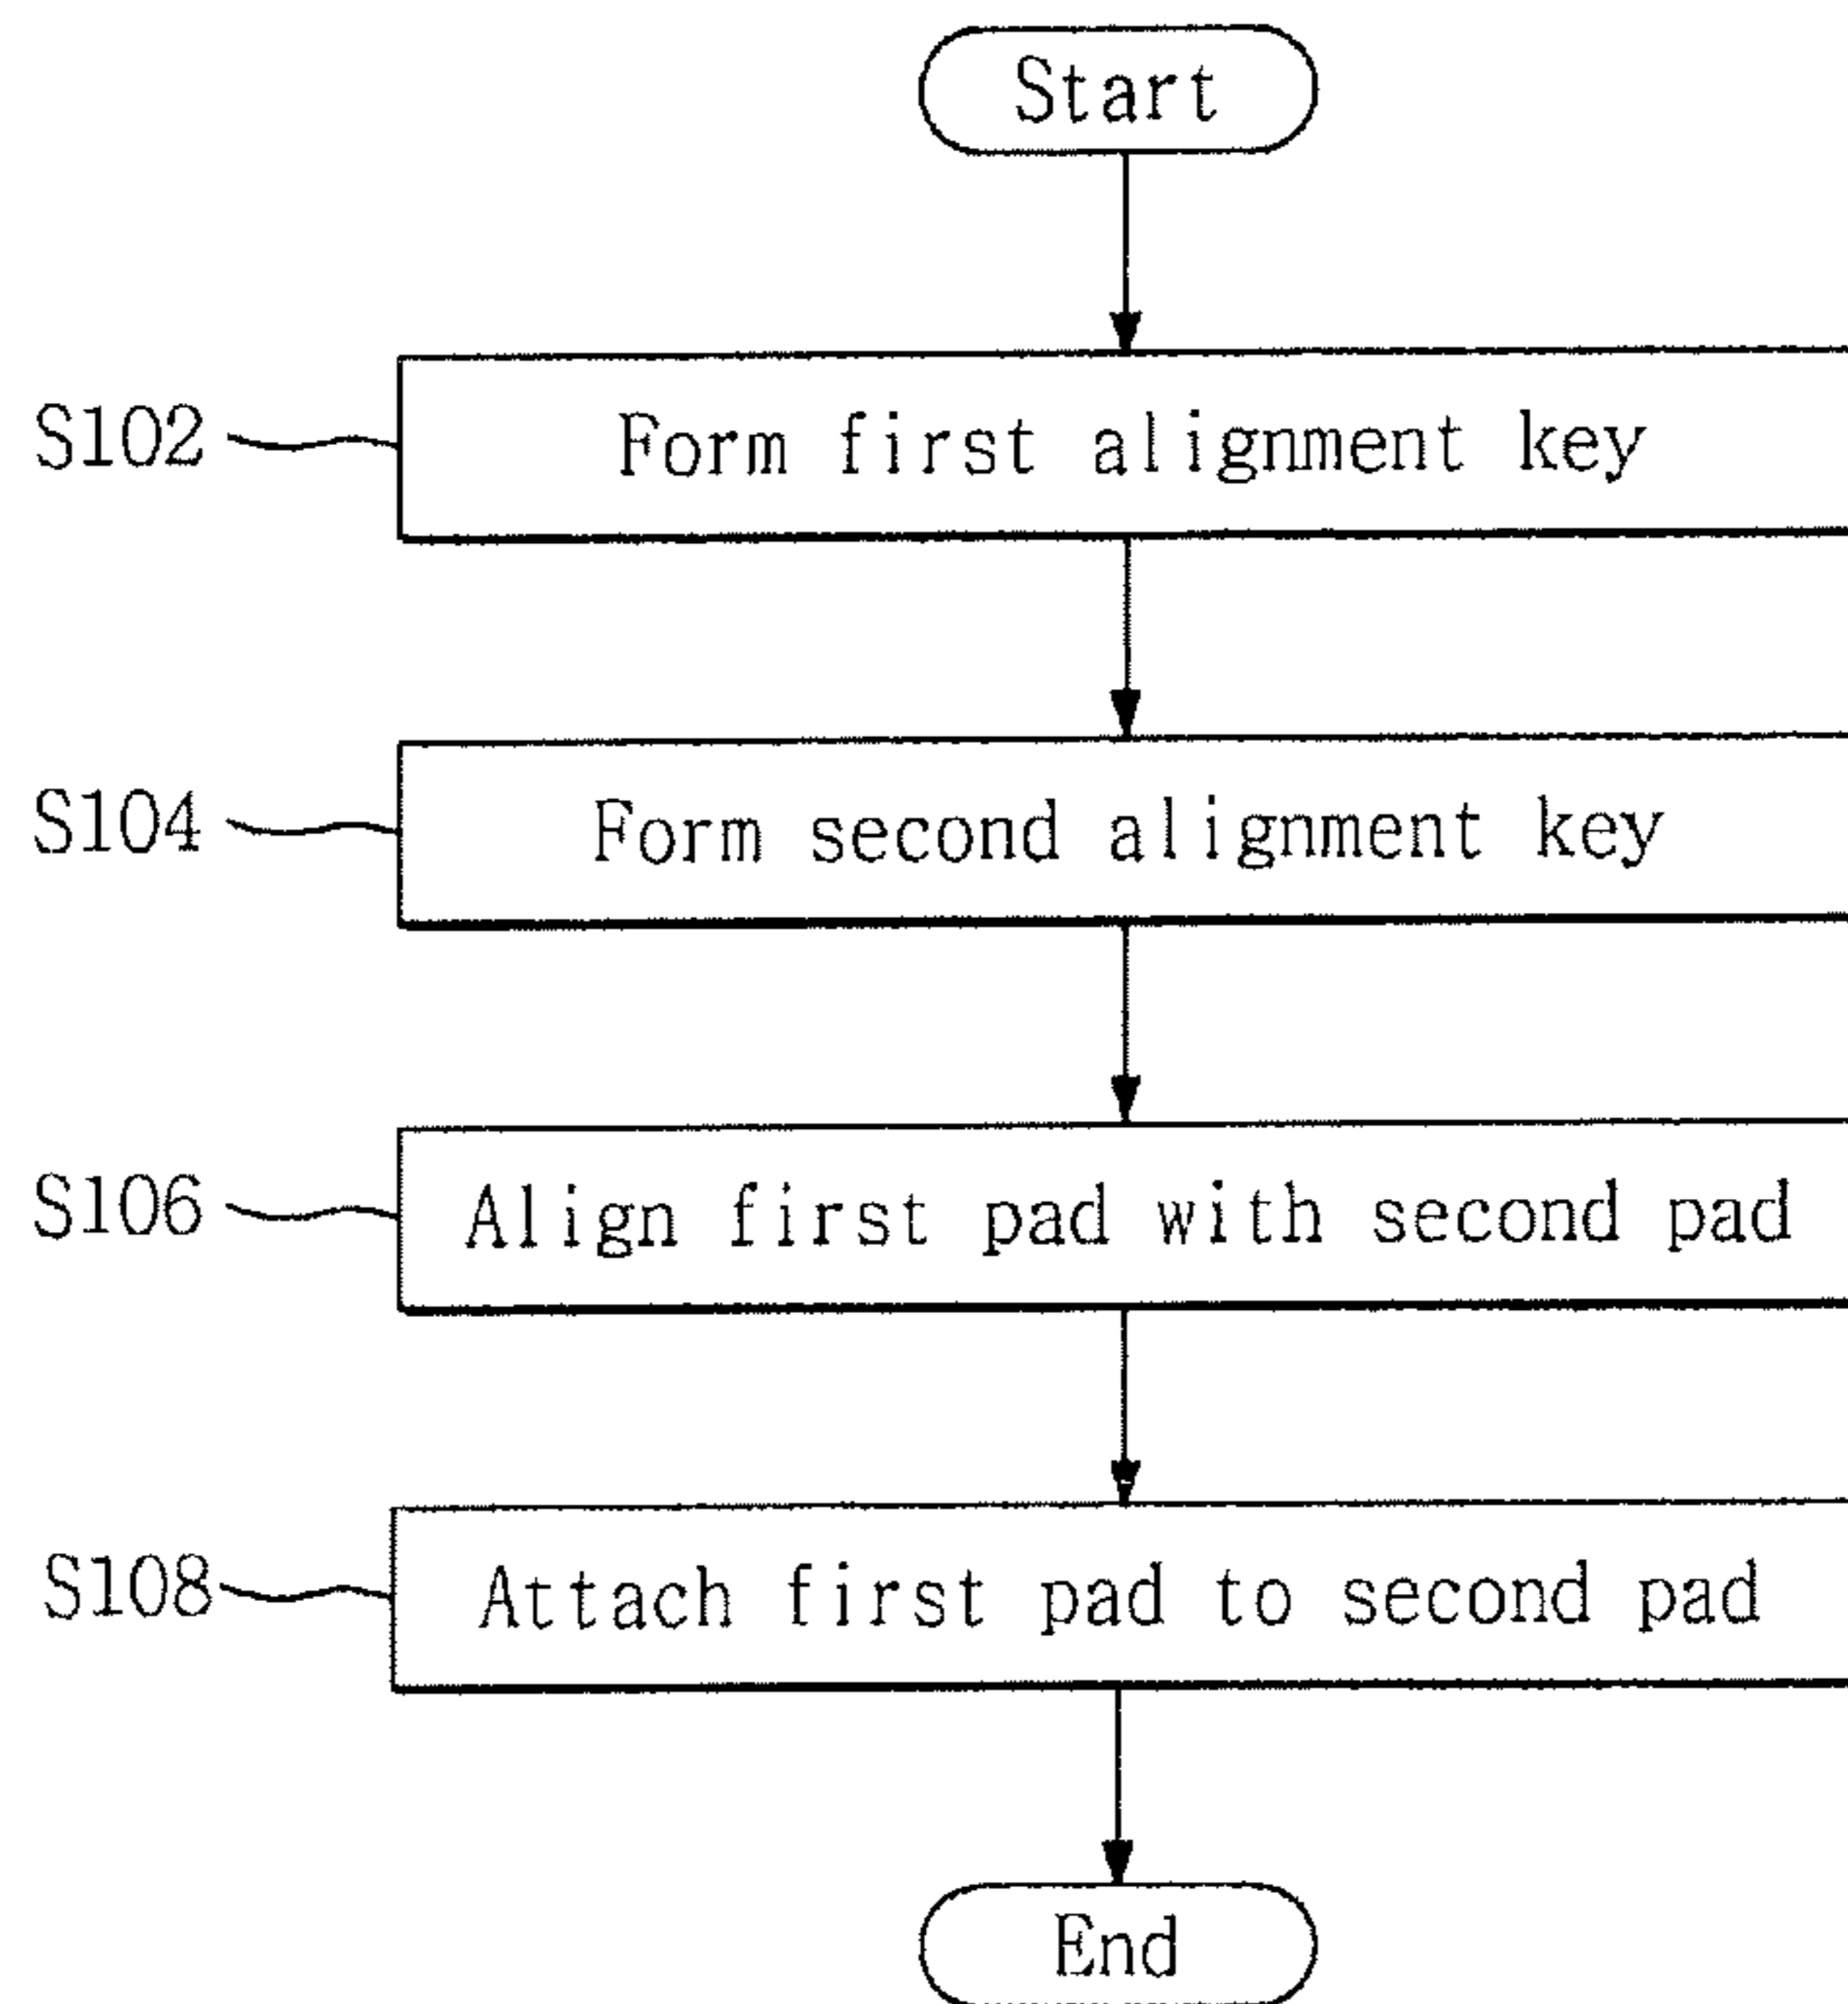 Start
S102 Form first alignment key
S104 Form second alignment key
S106 Align first pad with second pad
S108 Attach first pad to second pad
End